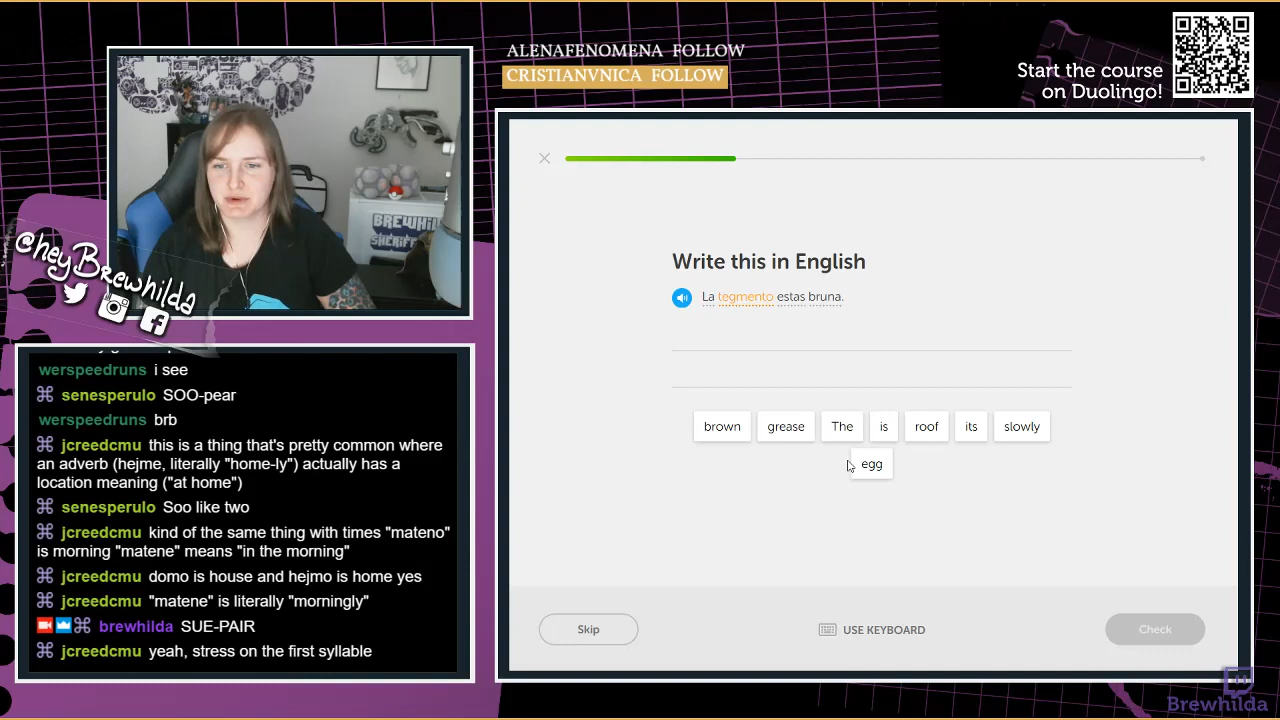 ALENAFENOMENA FOLLOW
CRISTIANVNICA FOLLOW
Start the course
on Duolingo!
BREWHIL
SHERIFF
@heyBrewhilda
werspeedruns i see
senesperulo SOO-pear
werspeedruns brb
jcreedcmu this is a thing that's pretty common where
an adverb (hejme, literally "home-ly") actually has a
location meaning ("at home")
senesperulo Soo like two
jcreedcmu kind of the same thing with times "mateno"
is morning "matene" means "in the morning"
jcreedcmu domo is house and hejmo is home yes
jcreedcmu "matene" is literally "morningly"
brewhilda SUE-PAIR
jcreedcmu yeah, stress on the first syllable
Write this in English
La tegmento estas bruna.
brown grease The is roof its slowly
egg
Skip
USE KEYBOARD
Check
Brewhilda